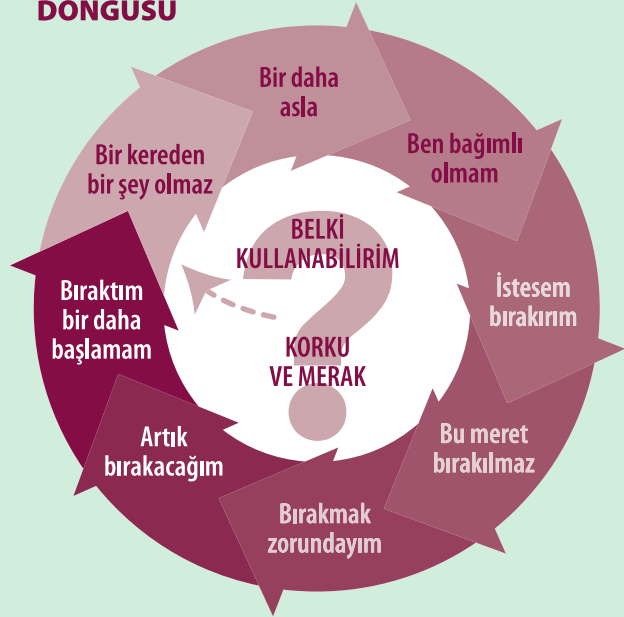 DÖNGÜSÜ
Bir daha
asla
Ben bağımlı
olmam
İstesem
bırakırım
Bu meret
bırakılmaz
Bırakmak
zorundayım
Artık
bırakacağım
Bıraktım
bir daha
başlamam
Bir kereden
bir şey olmaz
BELKİ
KULLANABİLİRİM
KORKU
VE MERAK